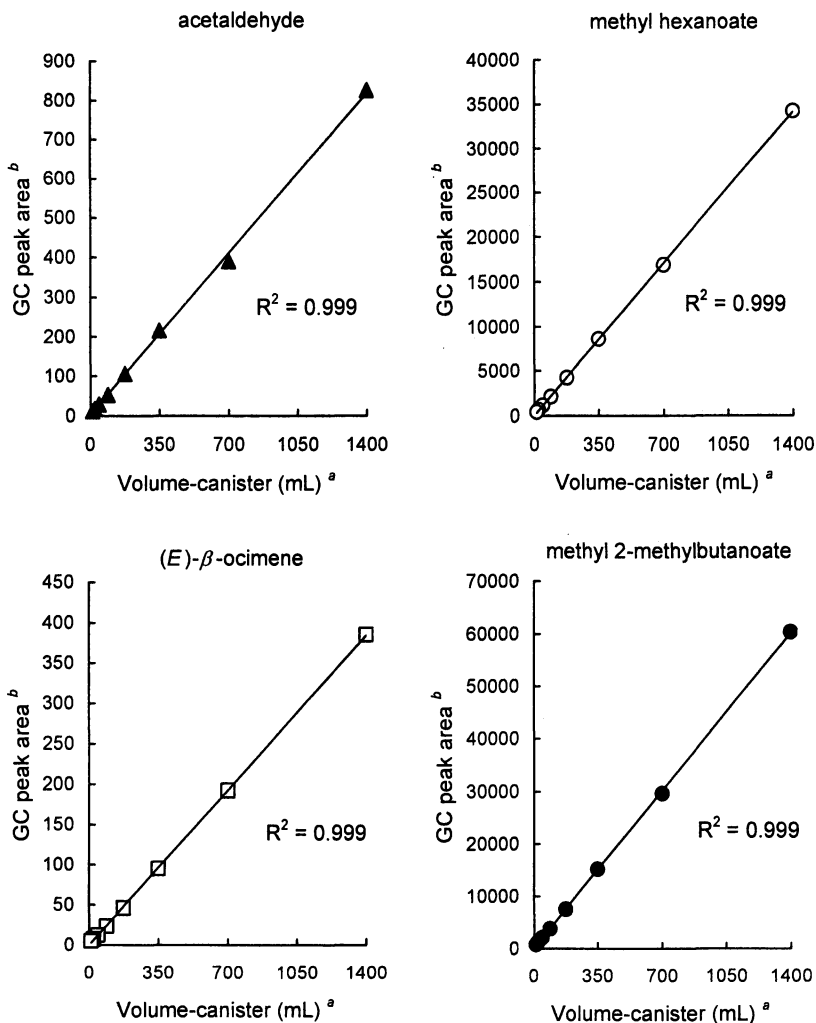 acetaldehyde
900
800
700
600
500
400
300
200
100
0
GC peak area b
R2 = 0.999
0 350 700 1050 1400
Volume-canister (mL) a
methyl hexanoate
40000
35000
30000
25000
20000
15000
10000
5000
0
GC peak area b
R2 = 0.999
0 350 700 1050 1400
Volume-canister (mL) a
(E)-β-ocimene
450
400
350
300
250
200
150
100
50
0
GC peak area b
R2 = 0.999
0 350 700 1050 1400
Volume-canister (mL) a
methyl 2-methylbutanoate
70000
60000
50000
40000
30000
20000
10000
0
GC peak area b
R2 = 0.999
0 350 700 1050 1400
Volume-canister (mL) a